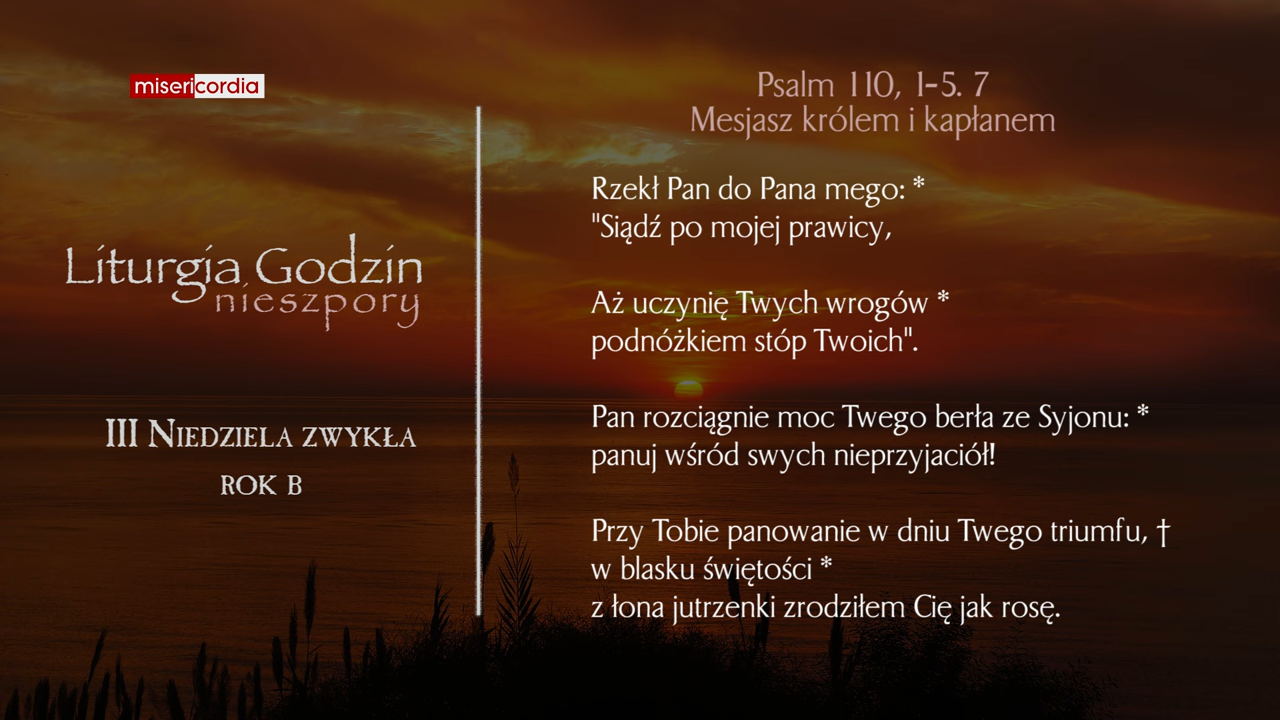 misericordia
Liturgia Godzin
nieszpory
III Niedziela zwykła
rok B
Psalm 110, 1-5. 7
Mesjasz królem i kapłanem
Rzekł Pan do Pana mego: *
"Siądź po mojej prawicy,
Aż uczynię Twych wrogów *
podnóżkiem stóp Twoich".
Pan rozciągnie moc Twego berła ze Syjonu: *
panuj wśród swych nieprzyjaciół!
Przy Tobie panowanie w dniu Twego triumfu, †
w blasku świętości *
z łona jutrzenki zrodziłem Cię jak rosę.